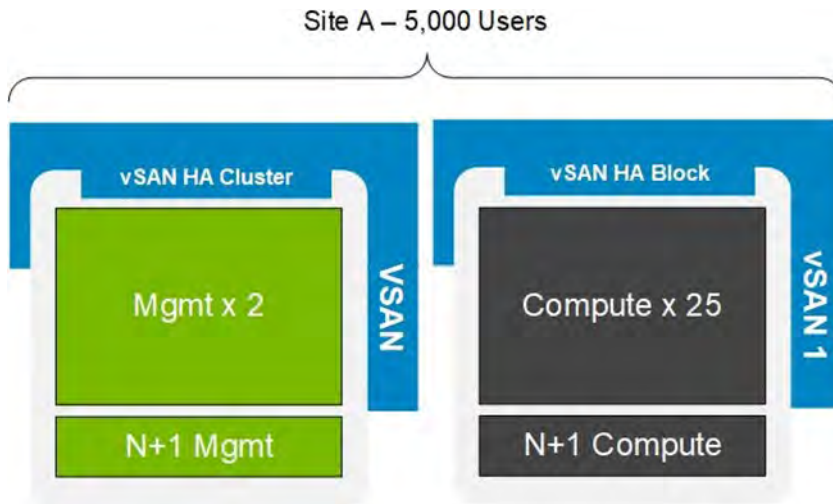 Site A – 5,000 Users
vSAN HA Cluster
Mgmt x 2
N+1 Mgmt
VSAN
vSAN HA Block
Compute x 25
N+1 Compute
vSAN 1